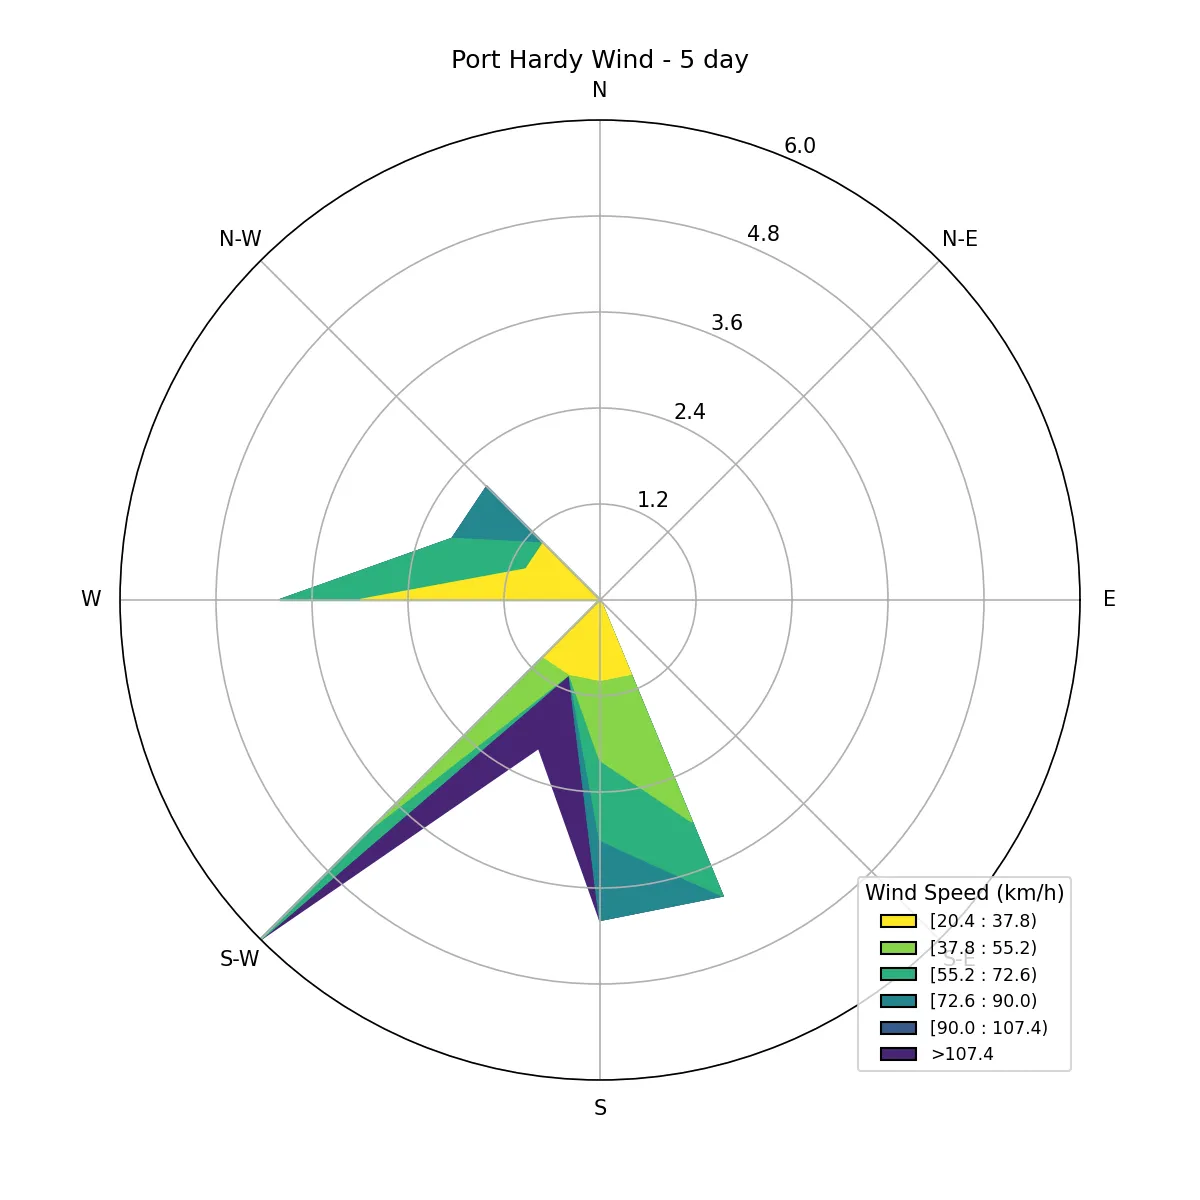 Port Hardy Wind - 5 day
N
6.0
N-W
N-E
4.8
3.6
2.4
1.2
W
E
S-W
S-E
Wind Speed (km/h)
[20.4 : 37.8)
[37.8 : 55.2)
[55.2 : 72.6)
[72.6 : 90.0)
[90.0 : 107.4)
>107.4
S